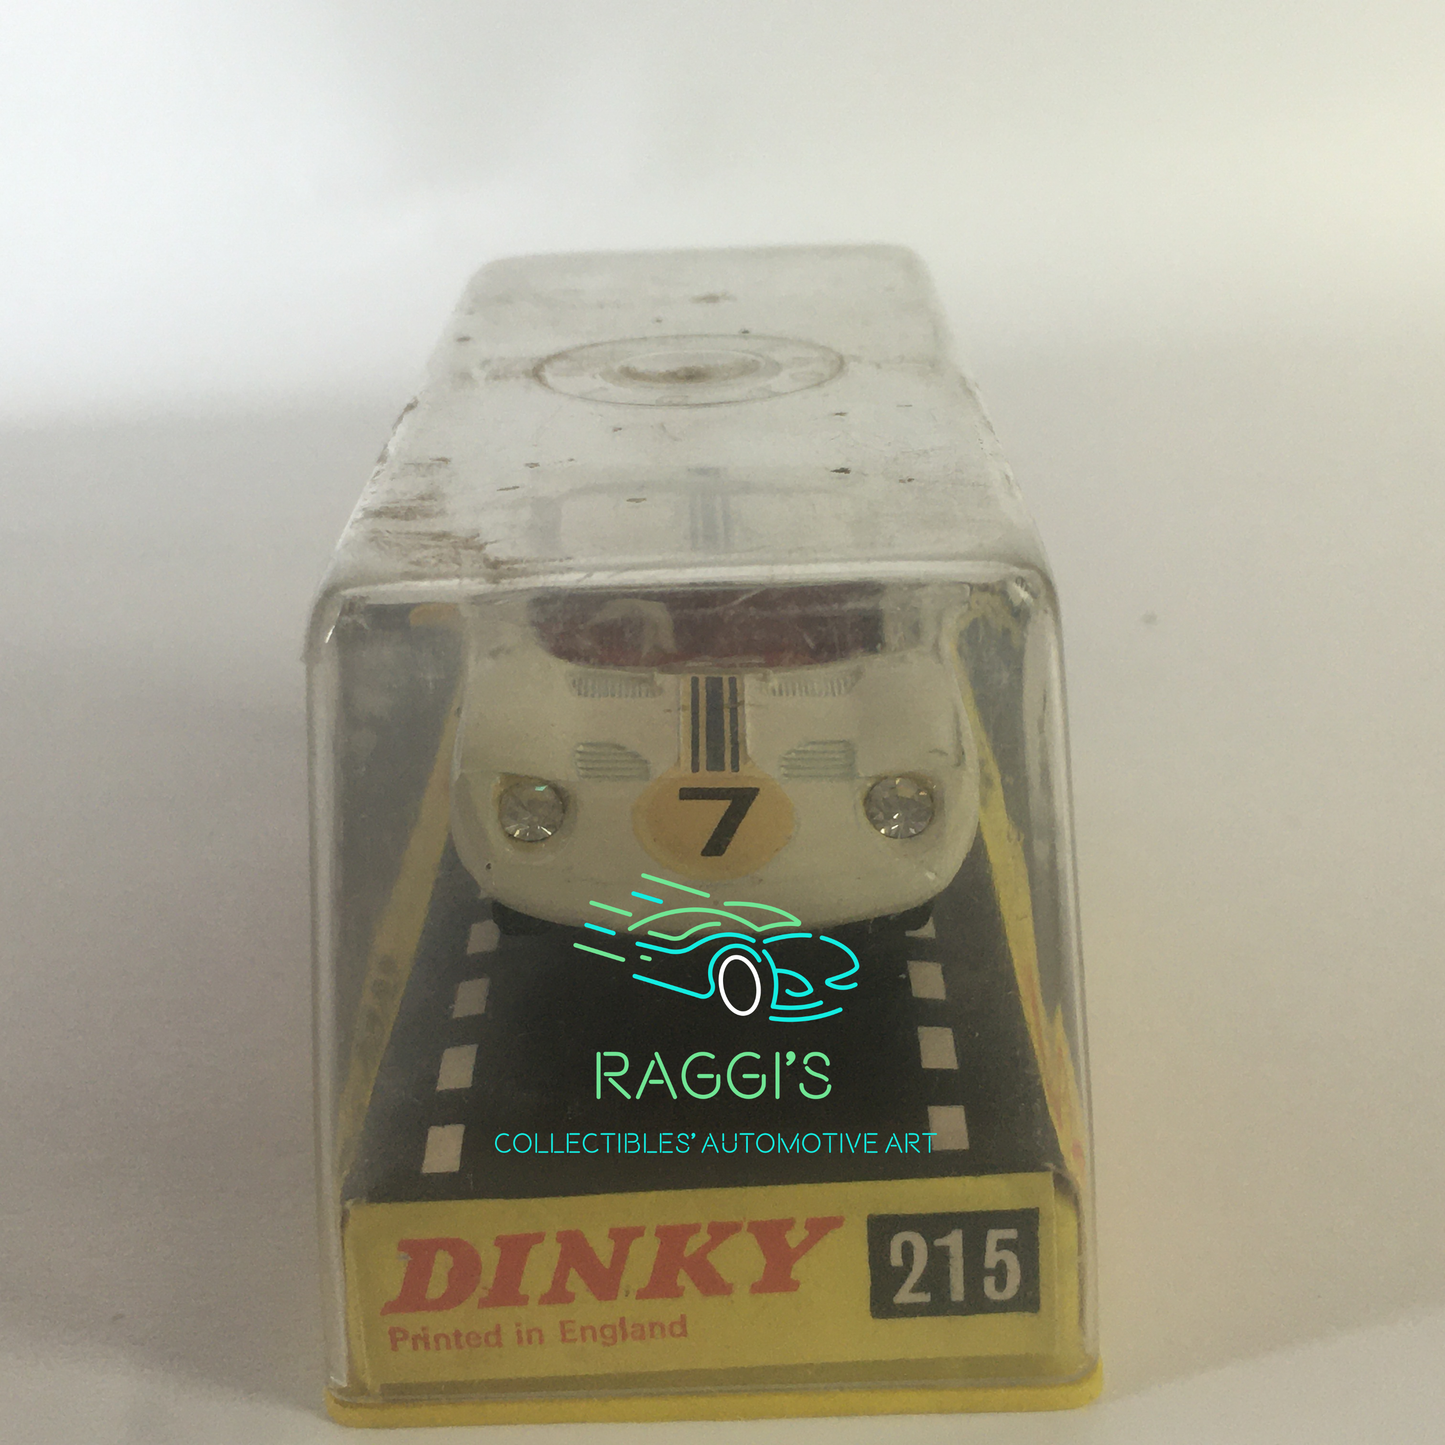 7
RAGGI'S
COLLECTIBLES' AUTOMOTIVE ART
DINKY 215
Printed in England